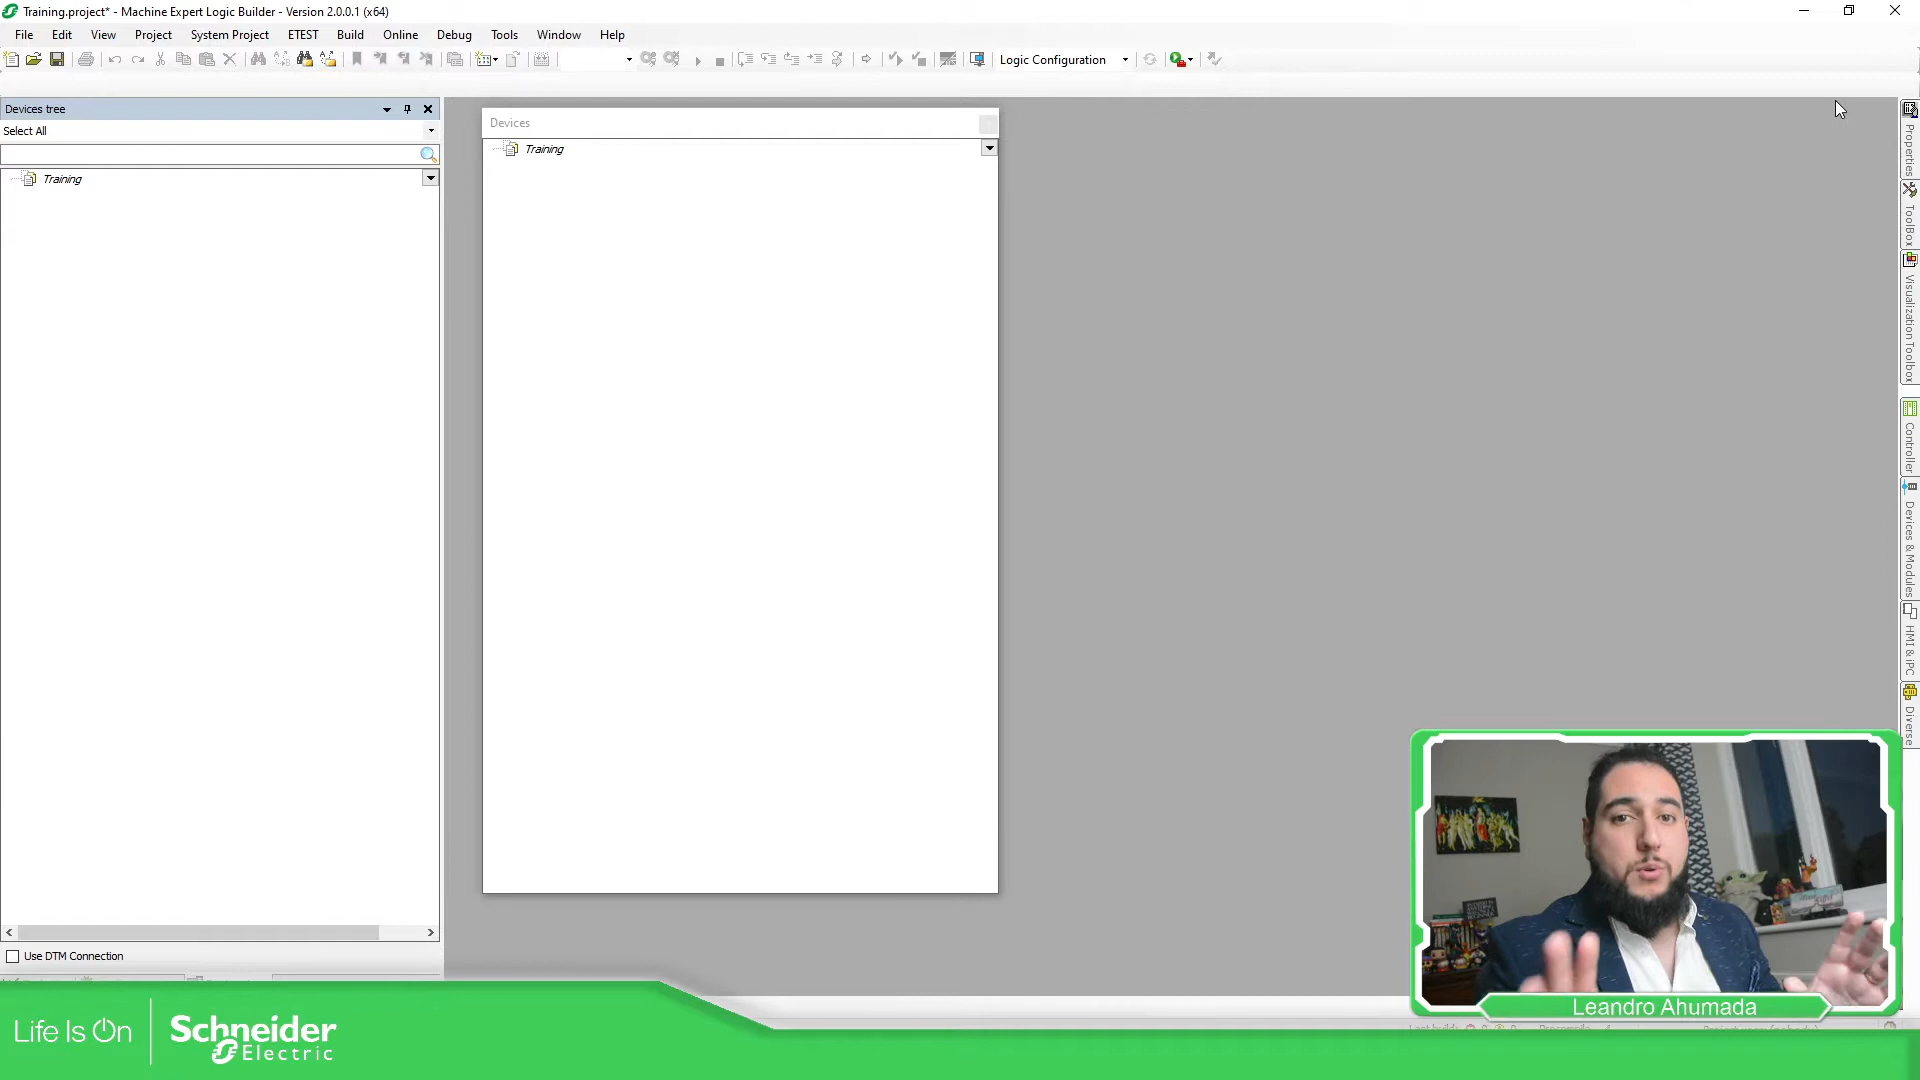 Training.project* - Machine Expert Logic Builder - Version 2.0.0.1 (x64)
File Edit View Project System Project ETEST Build Online Debug Tools Window Help
Logic Configuration
Devices tree
Select All
Training
Use DTM Connection
Devices
Training
Properties
ToolBox
Visualization Toolbox
Controller
Devices & Modules
HMI & iPC
Diverse
Leandro Ahumada
Life Is On
Schneider
Electric